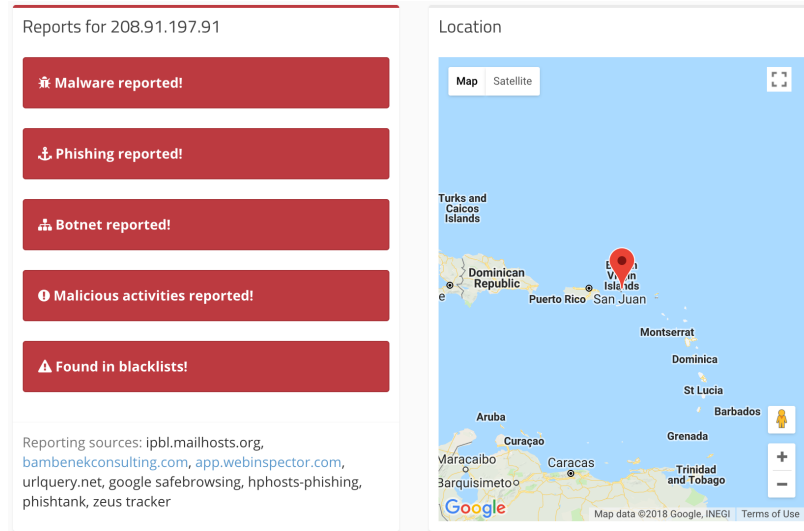 Reports for 208.91.197.91
Malware reported!
Phishing reported!
Botnet reported!
Malicious activities reported!
Found in blacklists!
Reporting sources: ipbl.mailhosts.org,
bambenekconsulting.com, app.webinspector.com,
urlquery.net, google safebrowsing, hphosts-phishing,
phishtank, zeus tracker
Location
Map Satellite
Turks and
Caicos
Islands
Dominican
Republic
e
Puerto Rico
San Juan
Islands
Montserrat
Dominica
St Lucia
Barbados
Grenada
Aruba
Curaçao
Maracaibo
Caracas
Barquisimeto
Trinidad
and Tobago
Google
Map data ©2018 Google, INEGI Terms of Use